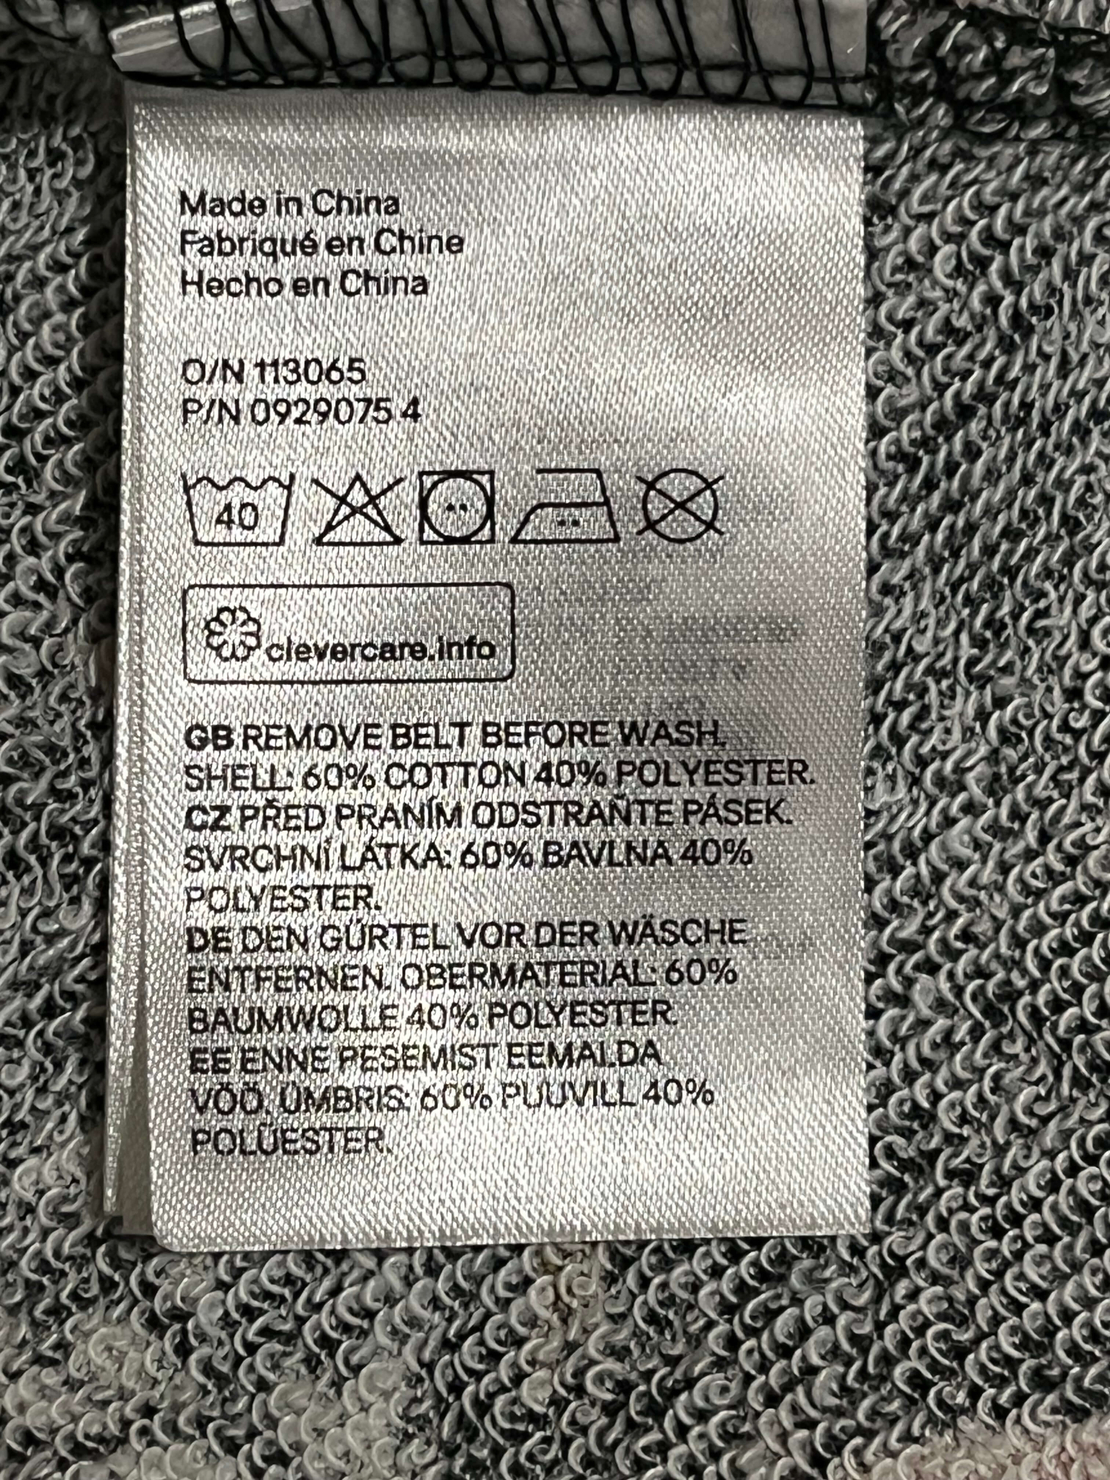 Made in China
Fabriqué en Chine
Hecho en China
O/N 113065
P/N 0929075 4
40
clevercare.info
GB REMOVE BELT BEFORE WASH.
SHELL: 60% COTTON 40% POLYESTER.
CZ PŘED PRANÍM ODSTRAŇTE PÁSEK.
SVRCHNÍ LÁTKA: 60% BAVLNA 40%
POLYESTER.
DE DEN GÜRTEL VOR DER WÄSCHE
ENTFERNEN. OBERMATERIAL: 60%
BAUMWOLLE 40% POLYESTER.
EE ENNE PESEMIST EEMALDA
VÖÖ. ÜMBRIS: 60% PUUVILL 40%
POLÜESTER.